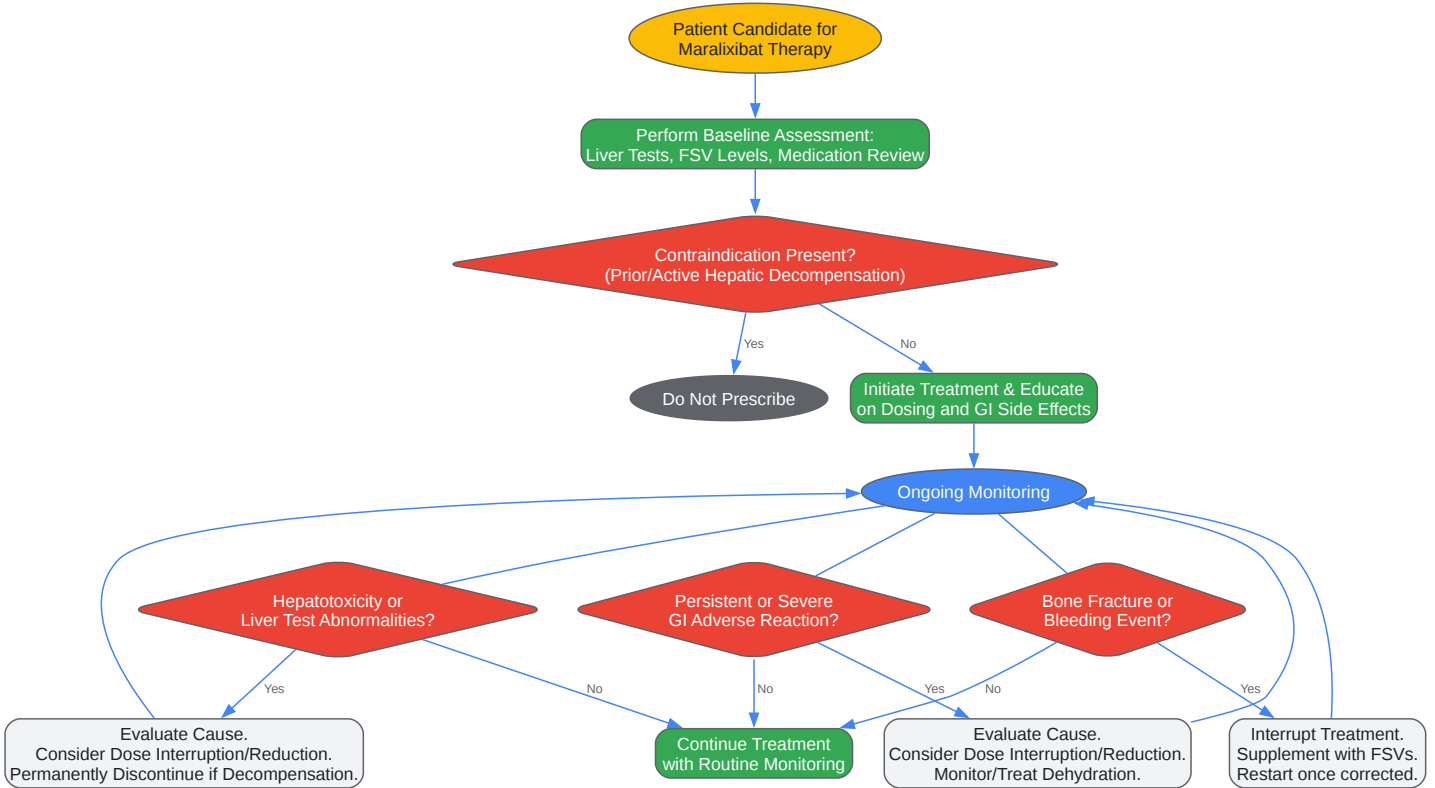 Patient Candidate for
Maralixibat Therapy
Perform Baseline Assessment:
Liver Tests, FSV Levels, Medication Review
Contraindication Present?
(Prior/Active Hepatic Decompensation)
Yes
No
Do Not Prescribe
Initiate Treatment & Educate
on Dosing and GI Side Effects
Ongoing Monitoring
Hepatotoxicity or
Liver Test Abnormalities?
Persistent or Severe
GI Adverse Reaction?
Bone Fracture or
Bleeding Event?
Yes
No
No
Yes
No
Yes
Evaluate Cause.
Consider Dose Interruption/Reduction.
Permanently Discontinue if Decompensation.
Continue Treatment
with Routine Monitoring
Evaluate Cause.
Consider Dose Interruption/Reduction.
Monitor/Treat Dehydration.
Interrupt Treatment.
Supplement with FSVs.
Restart once corrected.